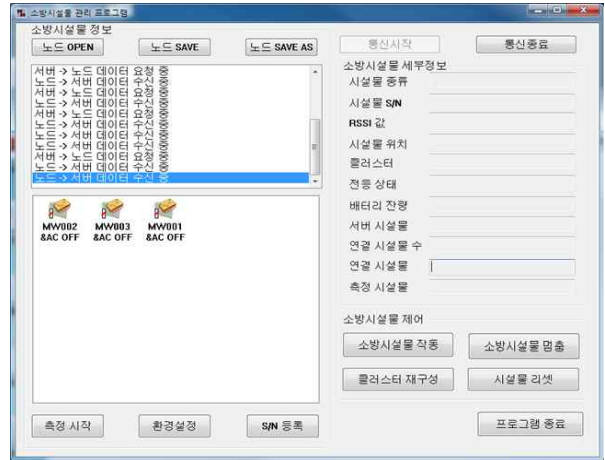 소방시설물 관리 프로그램
소방시설물 정보
노드 OPEN
노드 SAVE
노드 SAVE AS
서버 -> 노드 데이터 요청 중
노드 -> 서버 데이터 수신 중
서버 -> 노드 데이터 요청 중
노드 -> 서버 데이터 수신 중
노드 -> 서버 데이터 수신 중
노드 -> 서버 데이터 수신 중
노드 -> 서버 데이터 수신 중
서버 -> 노드 데이터 요청 중
노드 -> 서버 데이터 수신 중
노드 -> 서버 데이터 수신 중
MW002
&AC OFF
MW003
&AC OFF
MW001
&AC OFF
측정 시작
환경설정
S/N 등록
통신시작
통신종료
소방시설물 세부정보
시설물 종류
시설물 S/N
RSSI 값
시설물 위치
클러스터
전등 상태
배터리 잔량
서버 시설물
연결 시설물 수
연결 시설물
측정 시설물
소방시설물 제어
소방시설물 작동
소방시설물 멈춤
클러스터 재구성
시설물 리셋
프로그램 종료